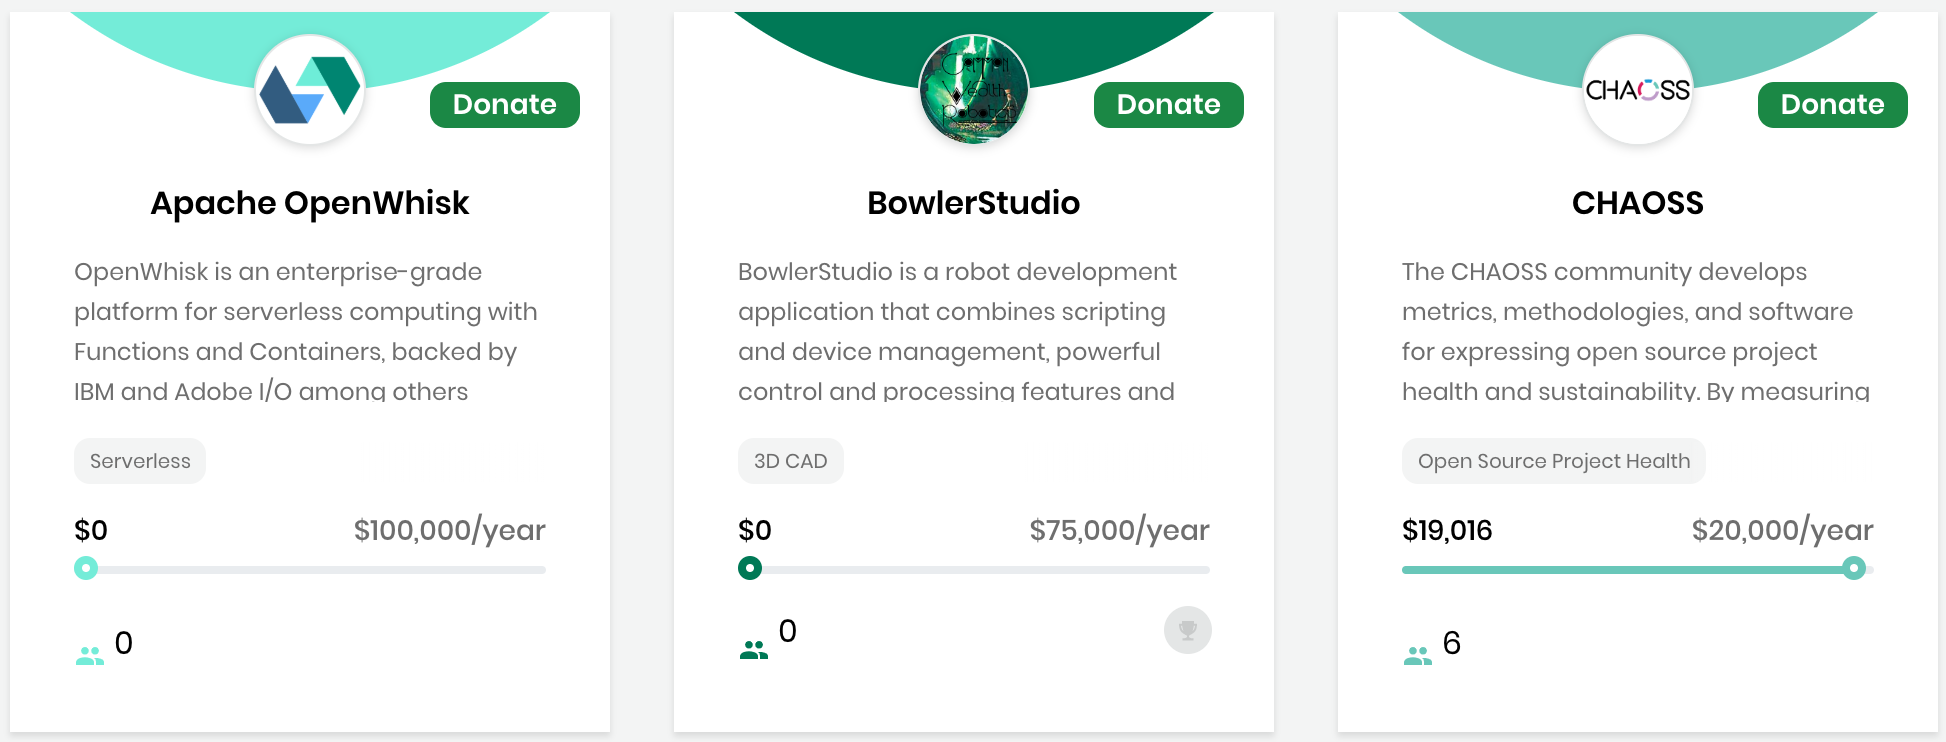 Donate
Apache OpenWhisk
OpenWhisk is an enterprise-grade
platform for serverless computing with
Functions and Containers, backed by
IBM and Adobe I/O among others
Serverless
$0
$100,000/year
0
Donate
BowlerStudio
BowlerStudio is a robot development
application that combines scripting
and device management, powerful
control and processing features and
3D CAD
$0
$75,000/year
0
CHAOSS
Donate
CHAOSS
The CHAOSS community develops
metrics, methodologies, and software
for expressing open source project
health and sustainability. By measuring
Open Source Project Health
$19,016
$20,000/year
6